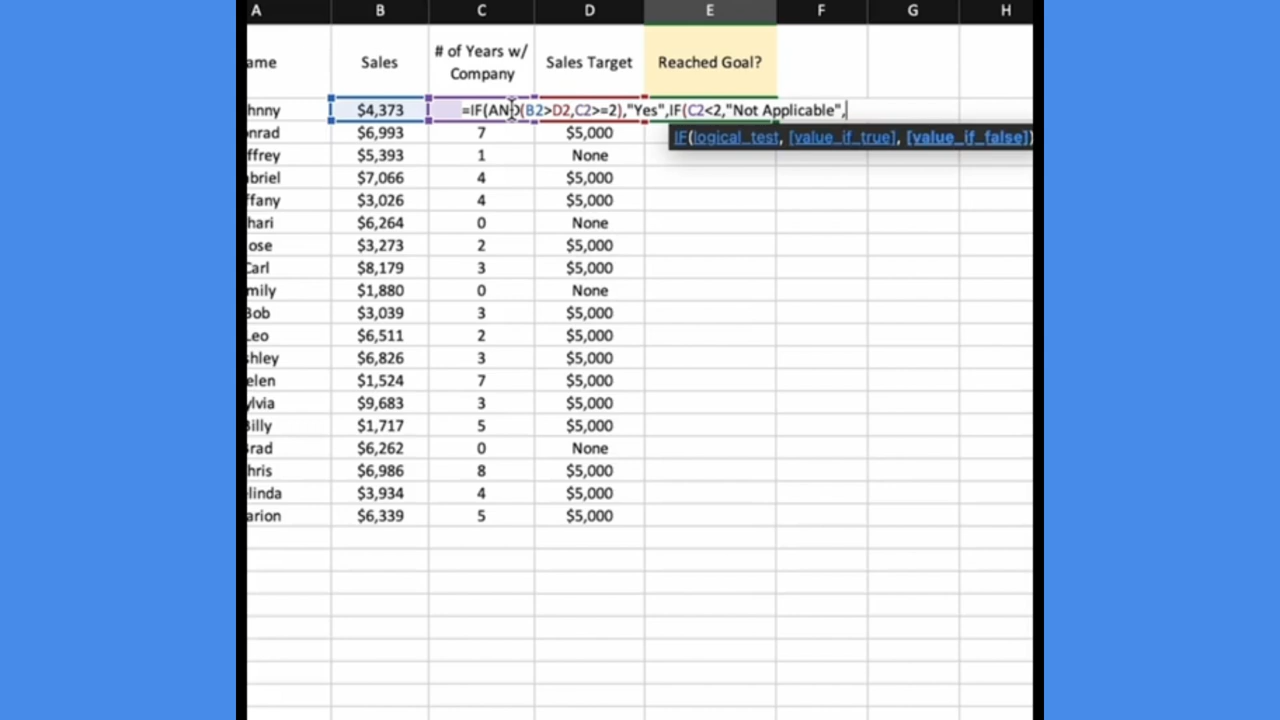 A B C D E F G H
ame Sales # of Years w/ Company Sales Target Reached Goal?
hnny $4,373 =IF(AND(B2>D2,C2>=2),"Yes",IF(C2<2,"Not Applicable",
IF(logical_test, [value_if_true], [value_if_false])
onrad $6,993 7 $5,000
ffrey $5,393 1 None
abriel $7,066 4 $5,000
ffany $3,026 4 $5,000
hari $6,264 0 None
ose $3,273 2 $5,000
Carl $8,179 3 $5,000
mily $1,880 0 None
Bob $3,039 3 $5,000
Leo $6,511 2 $5,000
shley $6,826 3 $5,000
elen $1,524 7 $5,000
ylvia $9,683 3 $5,000
Billy $1,717 5 $5,000
Brad $6,262 0 None
hris $6,986 8 $5,000
elinda $3,934 4 $5,000
arion $6,339 5 $5,000